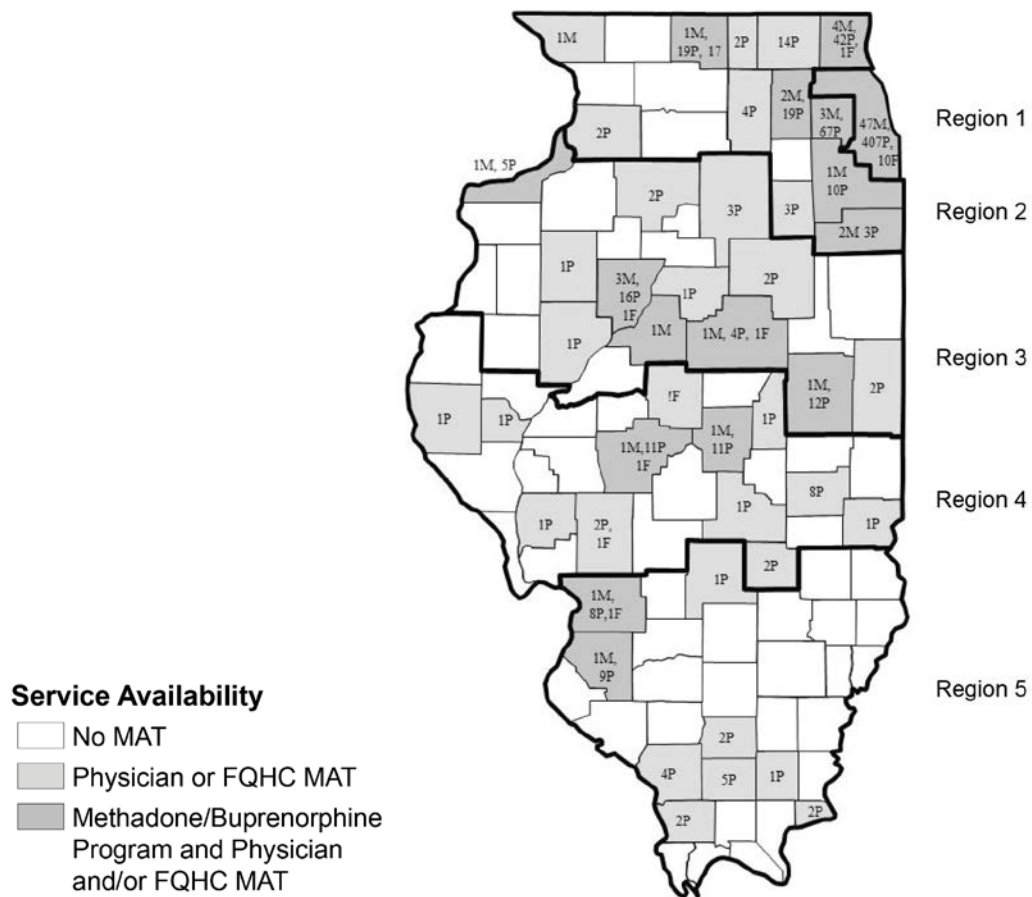 1M
1M,
19P, 17
2P
14P
4M,
42P,
1F
2P
4P
2M,
19P
3M,
67P
47M,
407P,
10F
Region 1
1M, 5P
2P
3P
3P
1M
10P
2M 3P
Region 2
1P
3M,
16P
1F
1P
2P
1P
1M
1M, 4P, 1F
1M,
12P
2P
Region 3
1P
1P
!F
1P
1M,11P
1F
1M,
11P
8P
1P
2P,
1F
1P
1P
Region 4
2P
1P
1M,
8P,1F
1M,
9P
Region 5
2P
4P
5P
1P
2P
2P
Service Availability
No MAT
Physician or FQHC MAT
Methadone/Buprenorphine
Program and Physician
and/or FQHC MAT